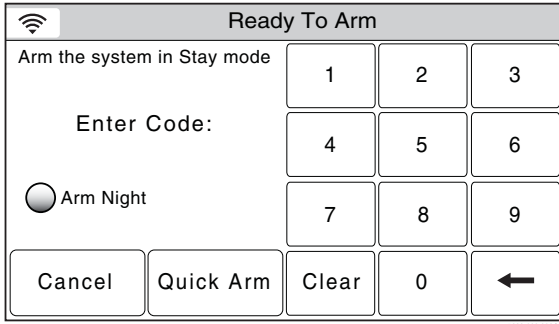 Ready To Arm
Arm the system in Stay mode
Enter Code:
Arm Night
1 2 3
4 5 6
7 8 9
Cancel Quick Arm Clear 0